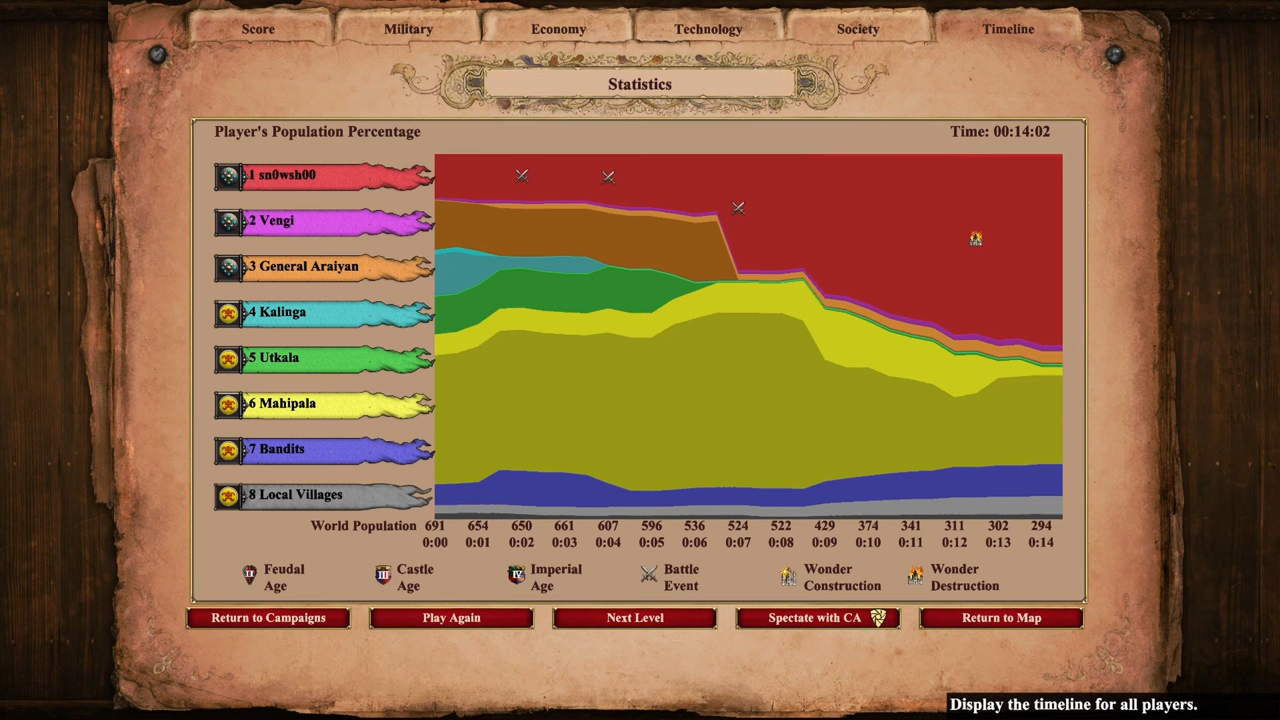 Score Military Economy Technology Society Timeline
Statistics
Player's Population Percentage Time: 00:14:02
1 sn0wsh00
2 Vengi
3 General Araiyan
4 Kalinga
5 Utkala
6 Mahipala
7 Bandits
8 Local Villages
World Population 691 654 650 661 607 596 536 524 522 429 374 341 311 302 294
0:00 0:01 0:02 0:03 0:04 0:05 0:06 0:07 0:08 0:09 0:10 0:11 0:12 0:13 0:14
II Feudal Age
III Castle Age
IV Imperial Age
Battle Event
Wonder Construction
Wonder Destruction
Return to Campaigns Play Again Next Level Spectate with CA Return to Map
Display the timeline for all players.